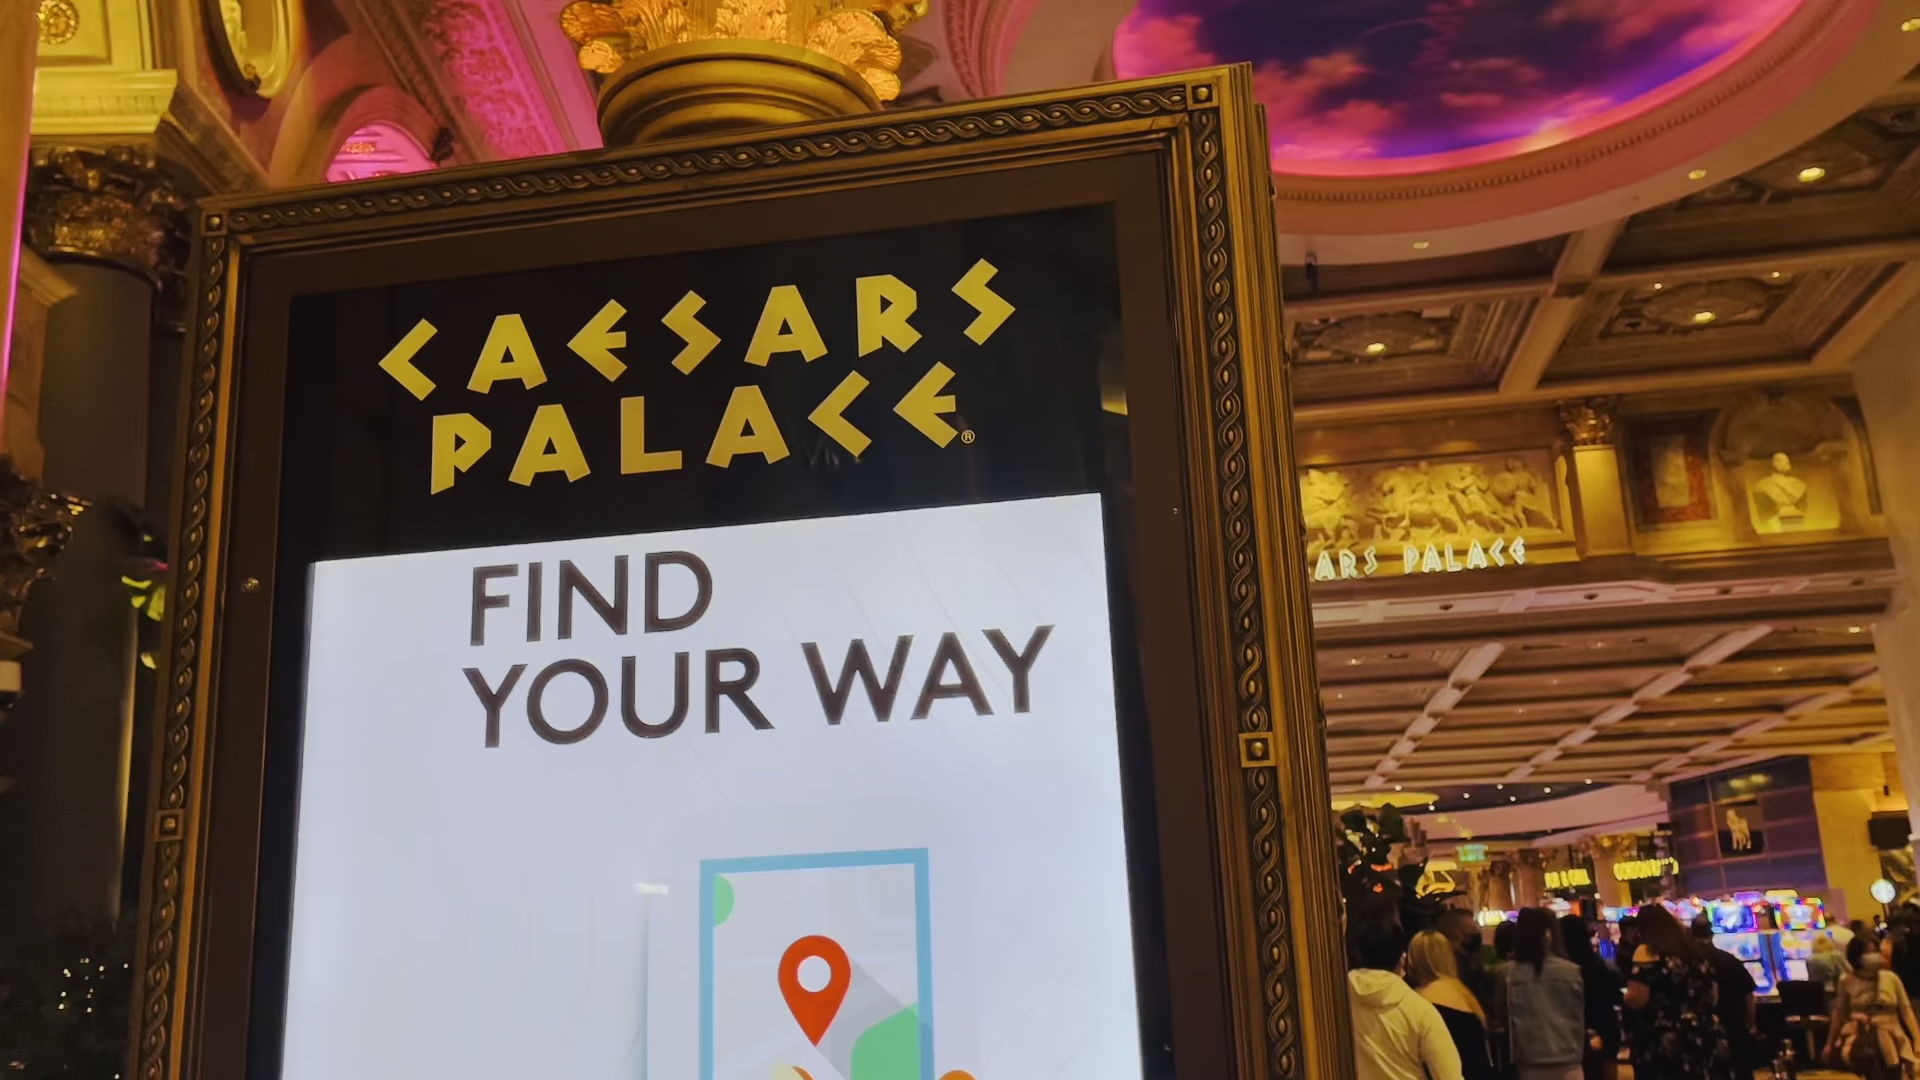 CAESARS
PALACE®
FIND
YOUR WAY
ARS PALACE